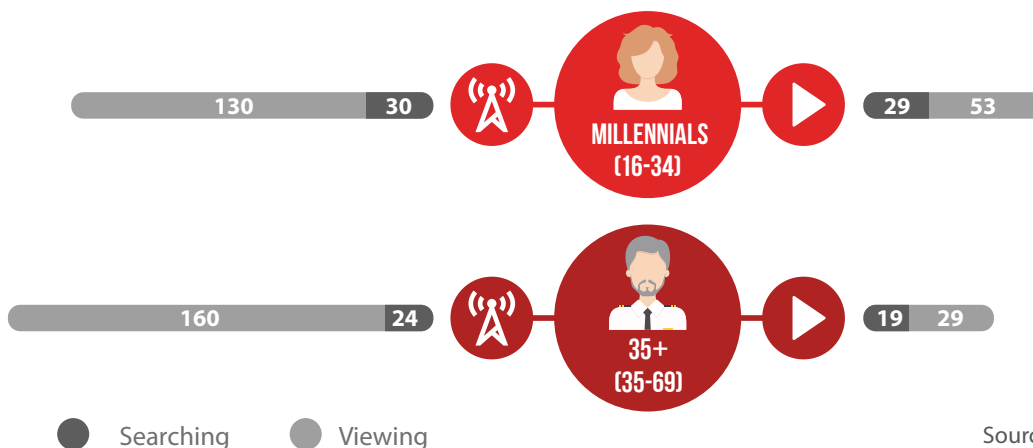 130 30 29 53
MILLENNIALS
(16-34)
160 24 19 29
35+
(35-69)
Searching Viewing